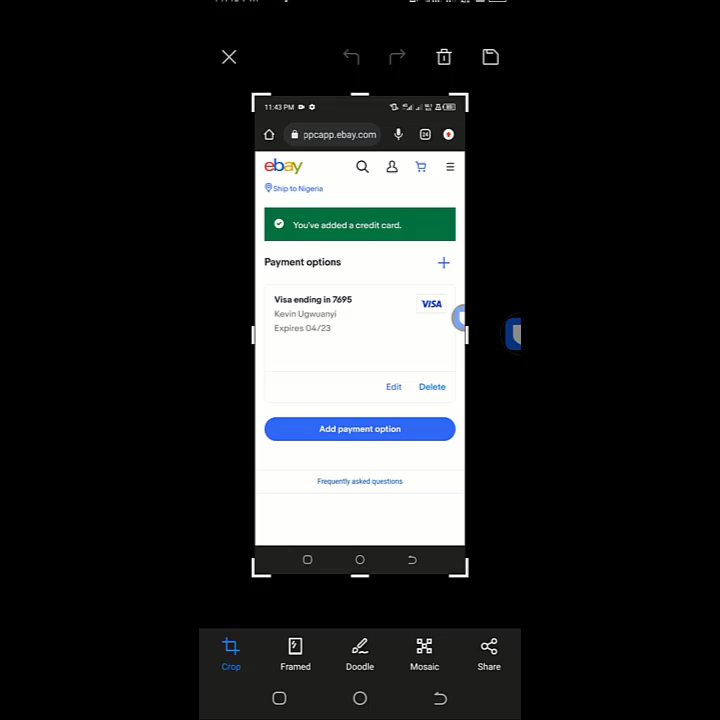 11:43 PM
24
ppcapp.ebay.com
ebay
Ship to Nigeria
You've added a credit card.
Payment options
Visa ending in 7695
VISA
Kevin Ugwuanyi
Expires 04/23
Edit Delete
Add payment option
Frequently asked questions
Crop Framed Doodle Mosaic Share